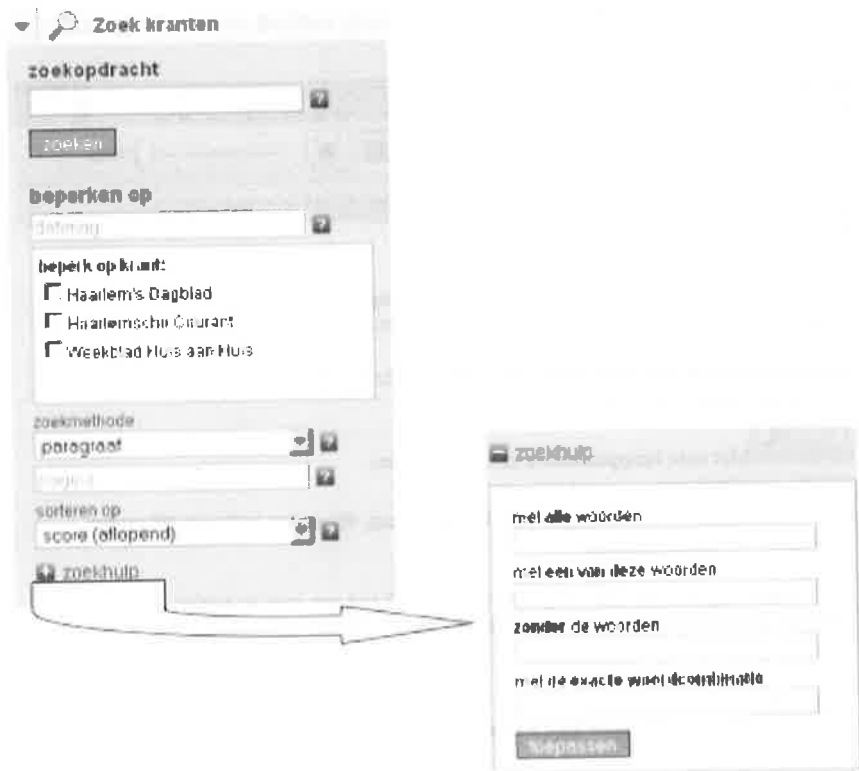 Zoek kranten
zoekopdracht
zoeken
beperken op
datering
beperk op krant:
Haarlem's Dagblad
Haarlemsche Courant
Weekblad Huis aan Huis
zoekmethode
paragraaf
pagina
sorteren op
score (aflopend)
zoekhulp
zoekhulp
met alle woorden
met een van deze woorden
zonder de woorden
met de exacte woordcombinatie
toepassen